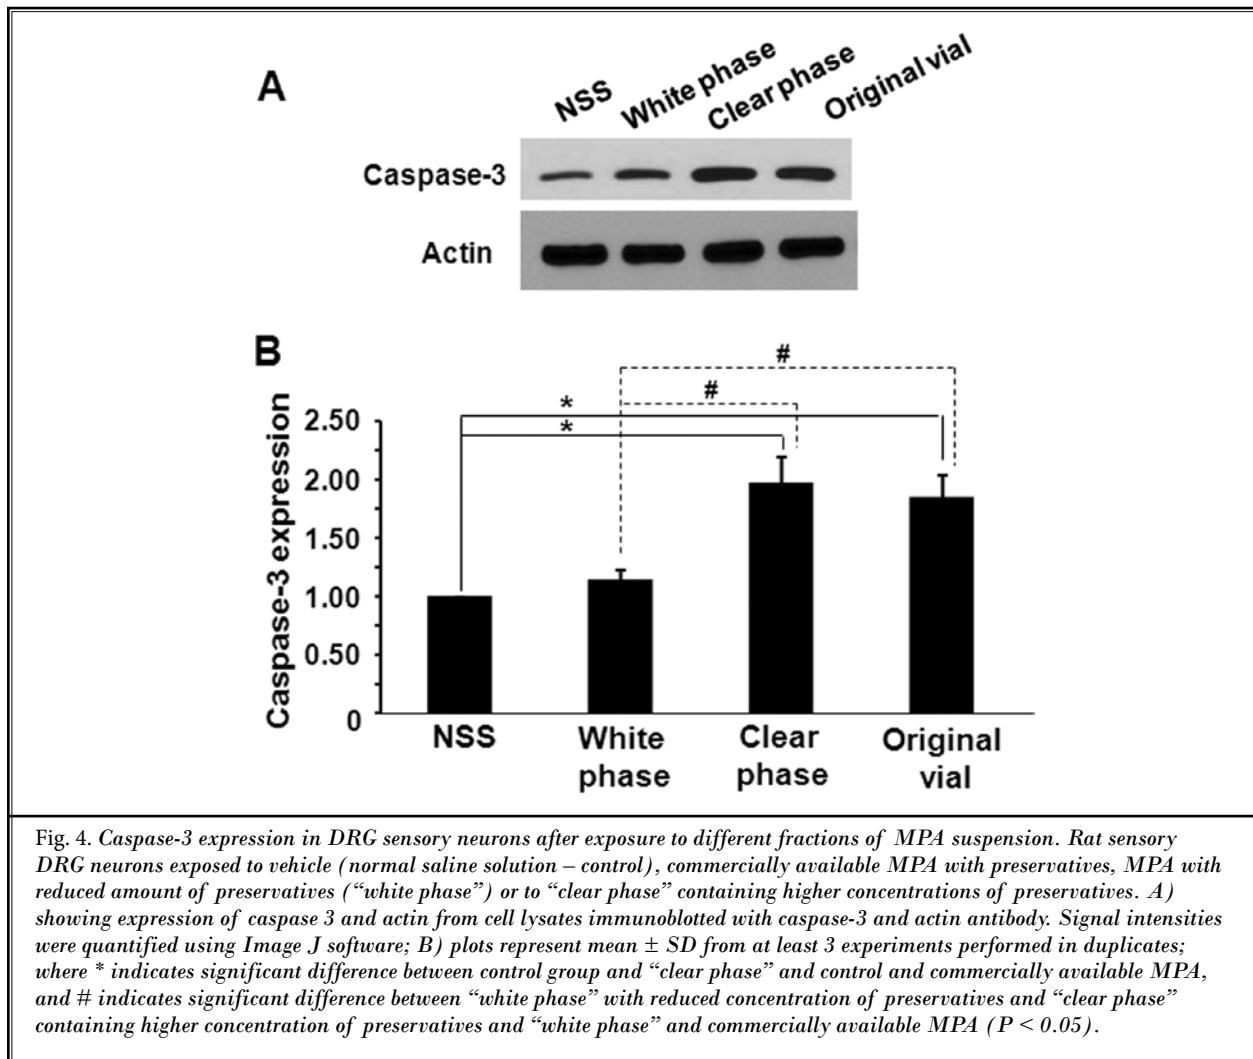 A
NSS
White phase
Clear phase
Original vial
Caspase-3
Actin
B
#
#
*
*
Caspase-3 expression
2.50
2.00
1.50
1.00
0.50
0
NSS
White
phase
Clear
phase
Original
vial
Fig. 4. Caspase-3 expression in DRG sensory neurons after exposure to different fractions of MPA suspension. Rat sensory
DRG neurons exposed to vehicle (normal saline solution – control), commercially available MPA with preservatives, MPA with
reduced amount of preservatives (“white phase”) or to “clear phase” containing higher concentrations of preservatives. A)
showing expression of caspase 3 and actin from cell lysates immunoblotted with caspase-3 and actin antibody. Signal intensities
were quantified using Image J software; B) plots represent mean ± SD from at least 3 experiments performed in duplicates;
where * indicates significant difference between control group and “clear phase” and control and commercially available MPA,
and # indicates significant difference between “white phase” with reduced concentration of preservatives and “clear phase”
containing higher concentration of preservatives and “white phase” and commercially available MPA (P < 0.05).